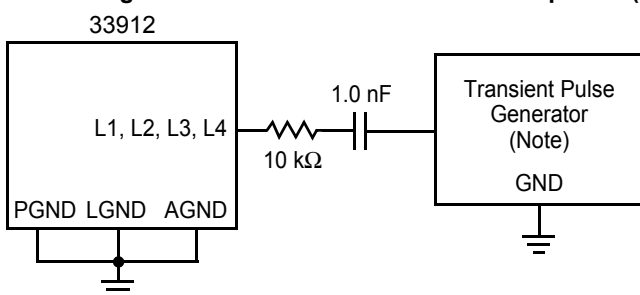 33912
L1, L2, L3, L4
10 kΩ
1.0 nF
Transient Pulse
Generator
(Note)
GND
PGND LGND AGND